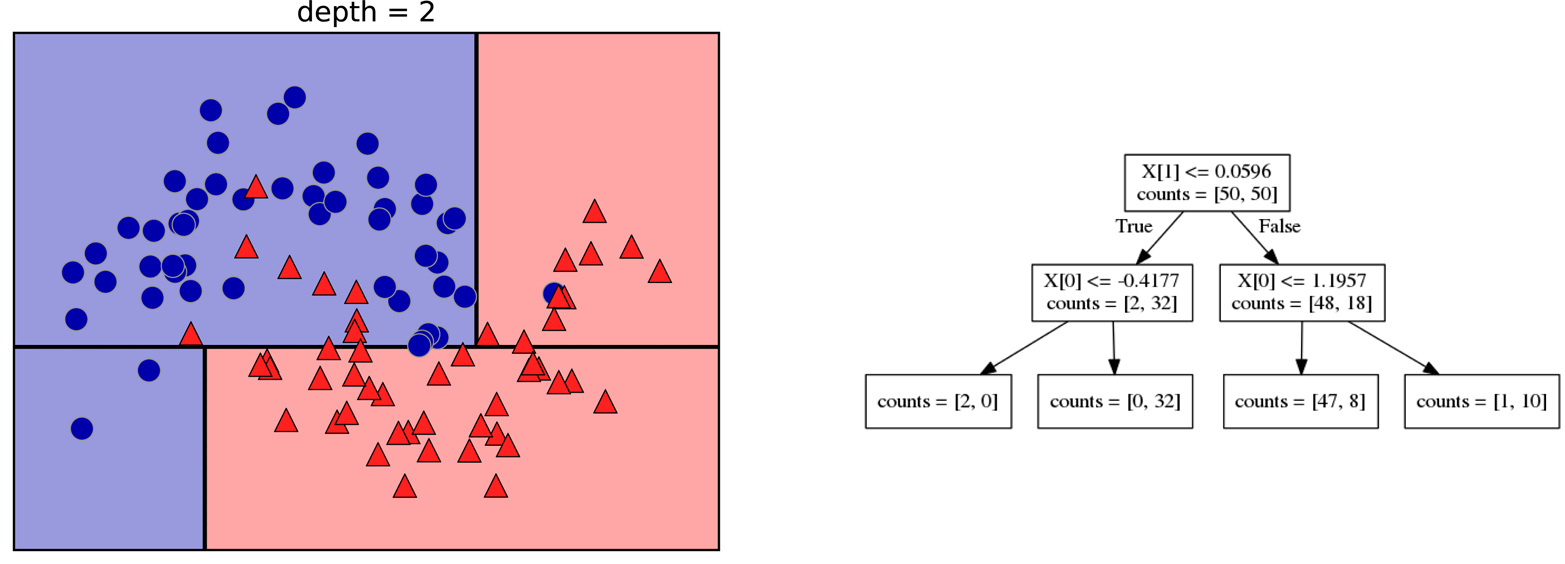 depth = 2
X[1] <= 0.0596
counts = [50, 50]
True
False
X[0] <= -0.4177
counts = [2, 32]
X[0] <= 1.1957
counts = [48, 18]
counts = [2, 0]
counts = [0, 32]
counts = [47, 8]
counts = [1, 10]